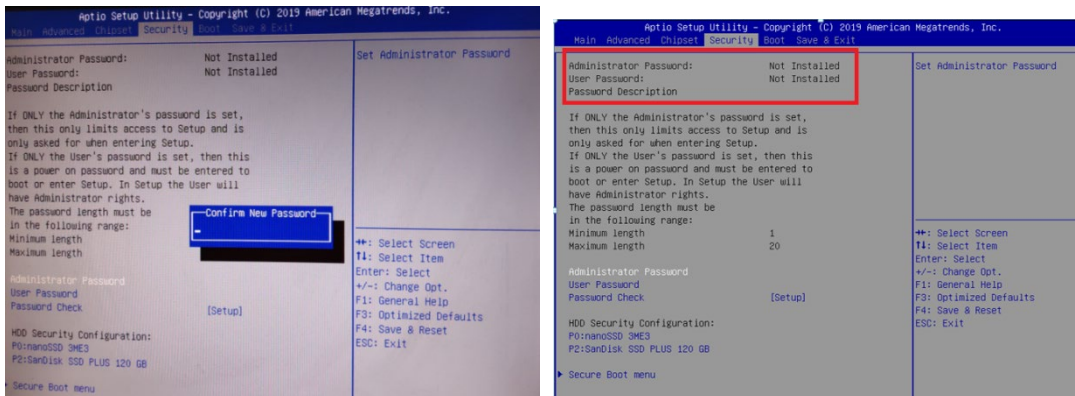 Aptio Setup Utility - Copyright (C) 2019 American Megatrends, Inc.
Main Advanced Chipset Security Boot Save & Exit
Administrator Password: Not Installed
User Password: Not Installed
Password Description
If ONLY the Administrator's password is set,
then this only limits access to Setup and is
only asked for when entering Setup.
If ONLY the User's password is set, then this
is a power on password and must be entered to
boot or enter Setup. In Setup the User will
have Administrator rights.
The password length must be
in the following range:
Minimum length
Maximum length
Administrator Password
User Password
Password Check [Setup]
HDD Security Configuration:
P0:nanoSSD 3ME3
P2:SanDisk SSD PLUS 120 GB
Secure Boot menu
Confirm New Password
Set Administrator Password
→←: Select Screen
↑↓: Select Item
Enter: Select
+/-: Change Opt.
F1: General Help
F3: Optimized Defaults
F4: Save & Reset
ESC: Exit
Aptio Setup Utility - Copyright (C) 2019 American Megatrends, Inc.
Main Advanced Chipset Security Boot Save & Exit
Administrator Password: Not Installed
User Password: Not Installed
Password Description
If ONLY the Administrator's password is set,
then this only limits access to Setup and is
only asked for when entering Setup.
If ONLY the User's password is set, then this
is a power on password and must be entered to
boot or enter Setup. In Setup the User will
have Administrator rights.
The password length must be
in the following range:
Minimum length 1
Maximum length 20
Administrator Password
User Password
Password Check [Setup]
HDD Security Configuration:
P0:nanoSSD 3ME3
P2:SanDisk SSD PLUS 120 GB
Secure Boot menu
Set Administrator Password
→←: Select Screen
↑↓: Select Item
Enter: Select
+/-: Change Opt.
F1: General Help
F3: Optimized Defaults
F4: Save & Reset
ESC: Exit